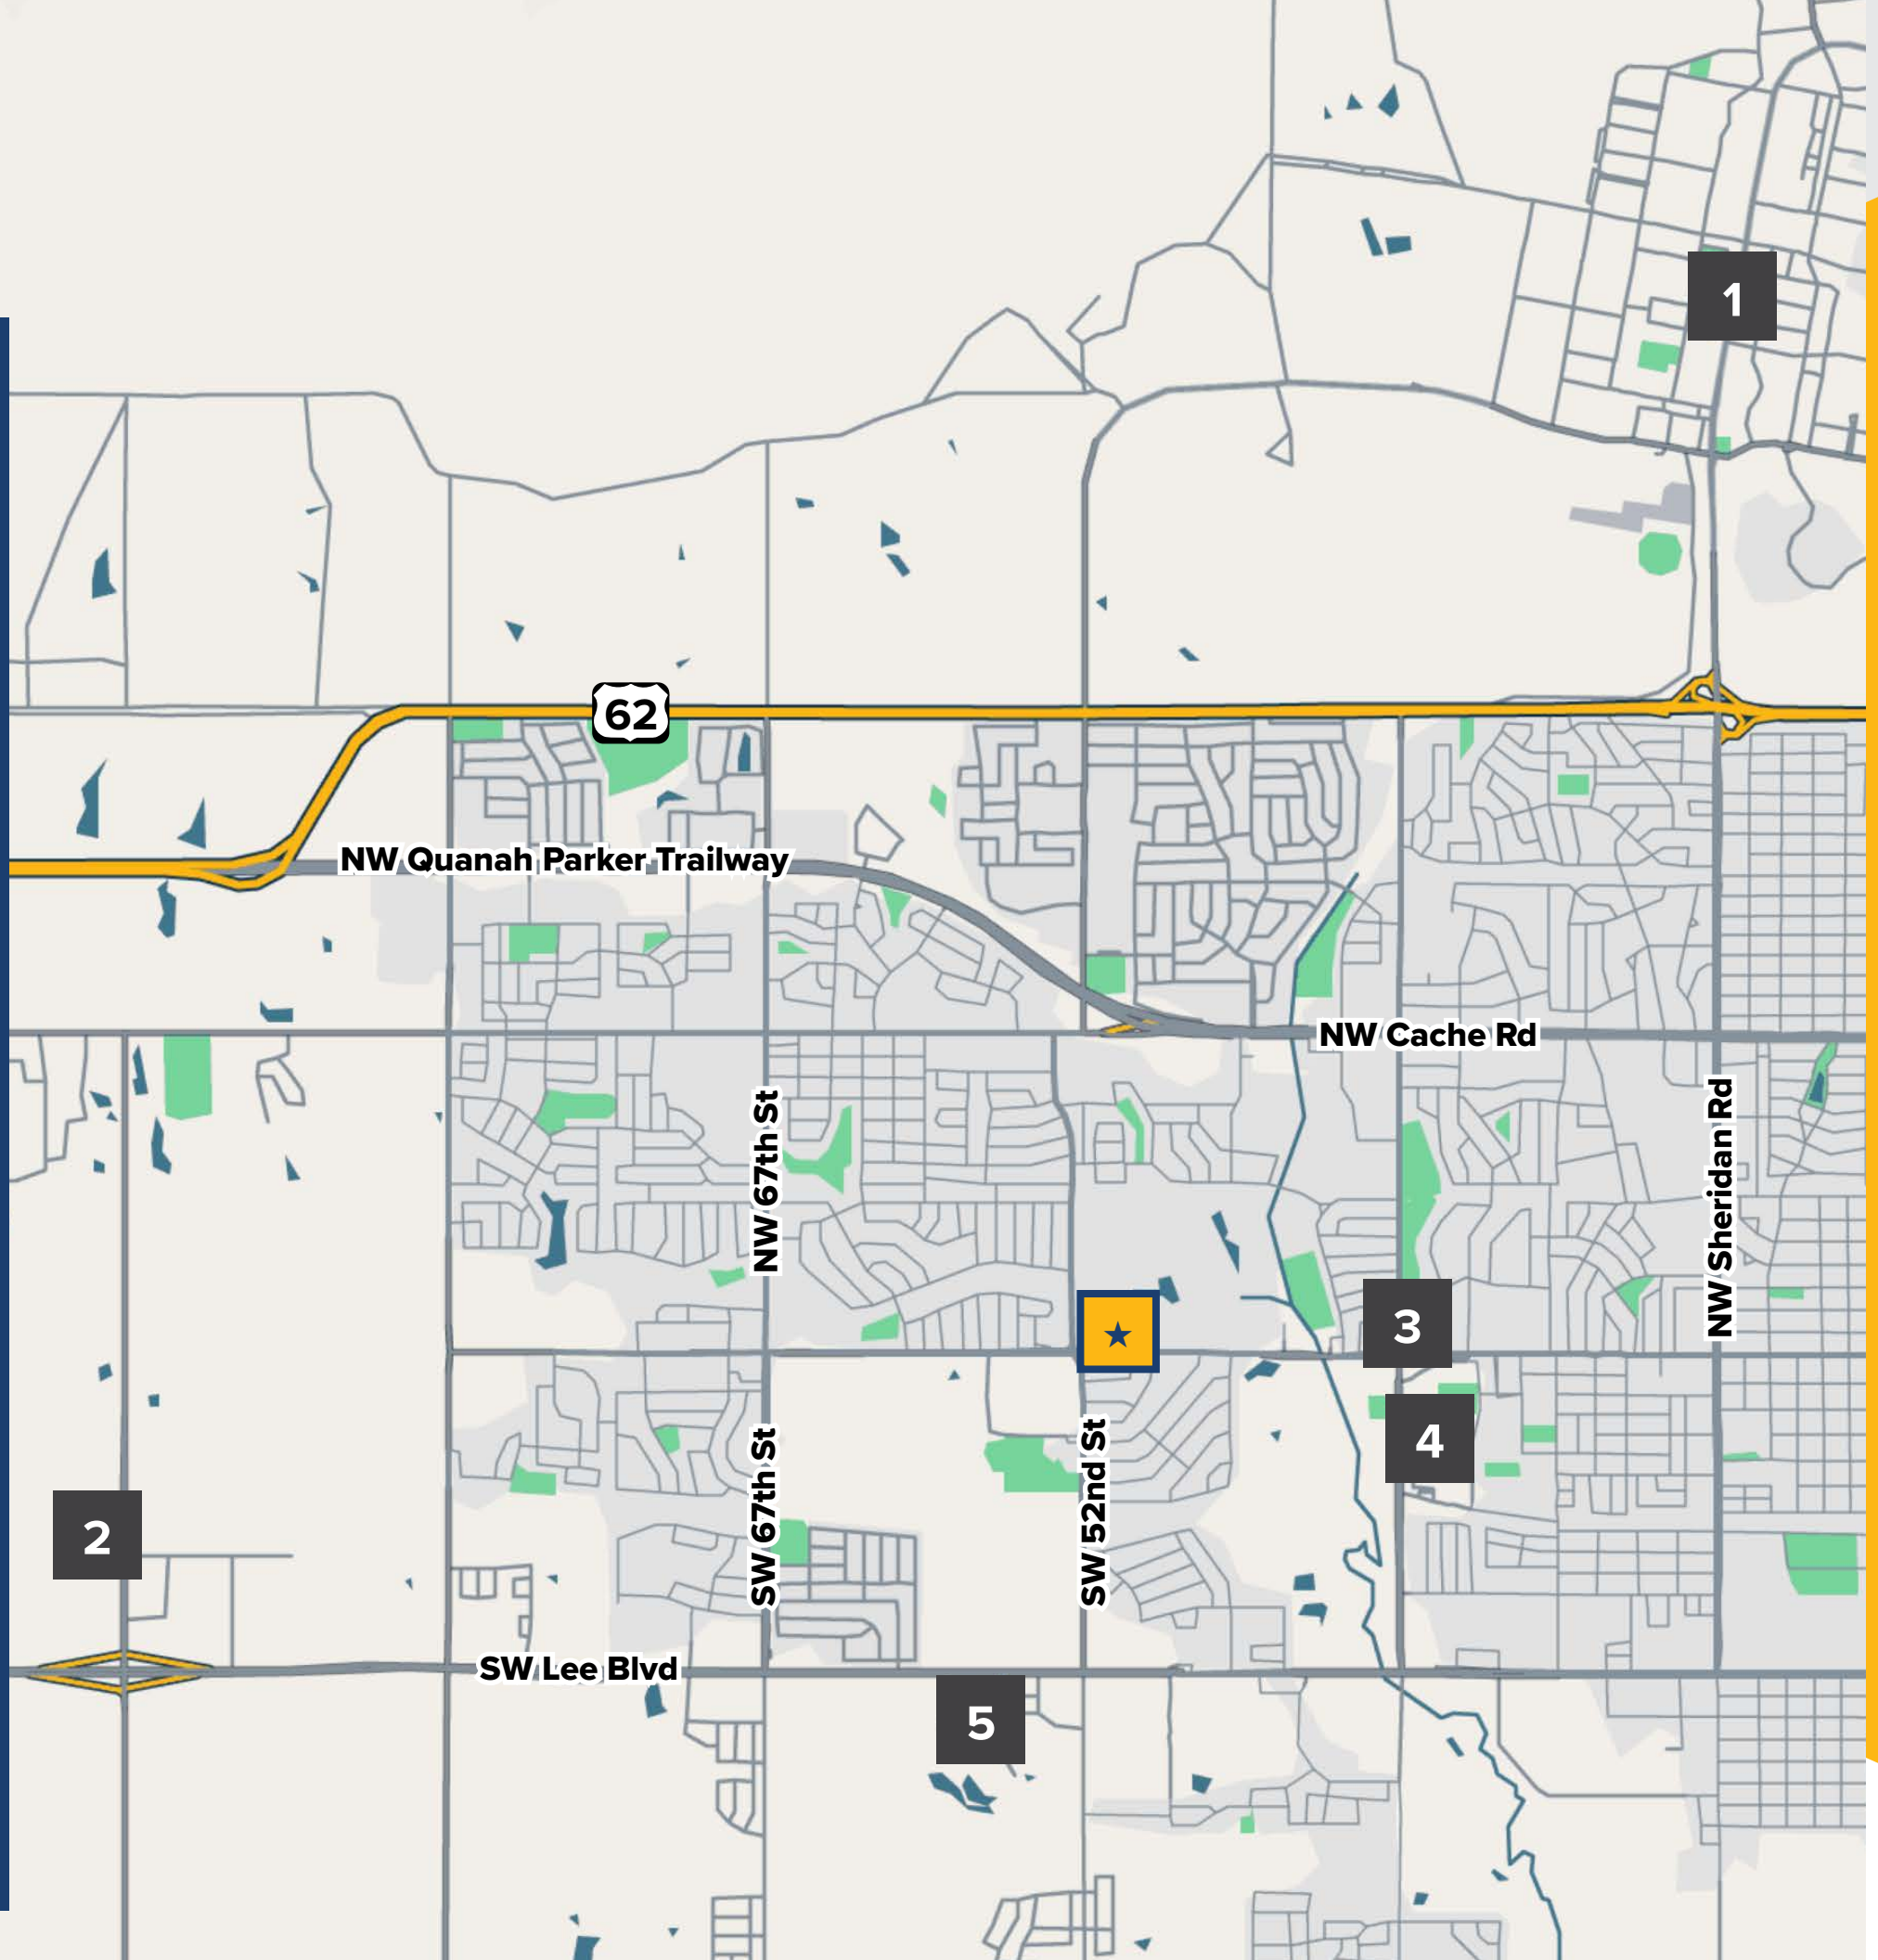 1
62
NW Quanah Parker Trailway
NW Cache Rd
NW 67th St
NW Sheridan Rd
3
4
SW 67th St
SW 52nd St
2
SW Lee Blvd
5